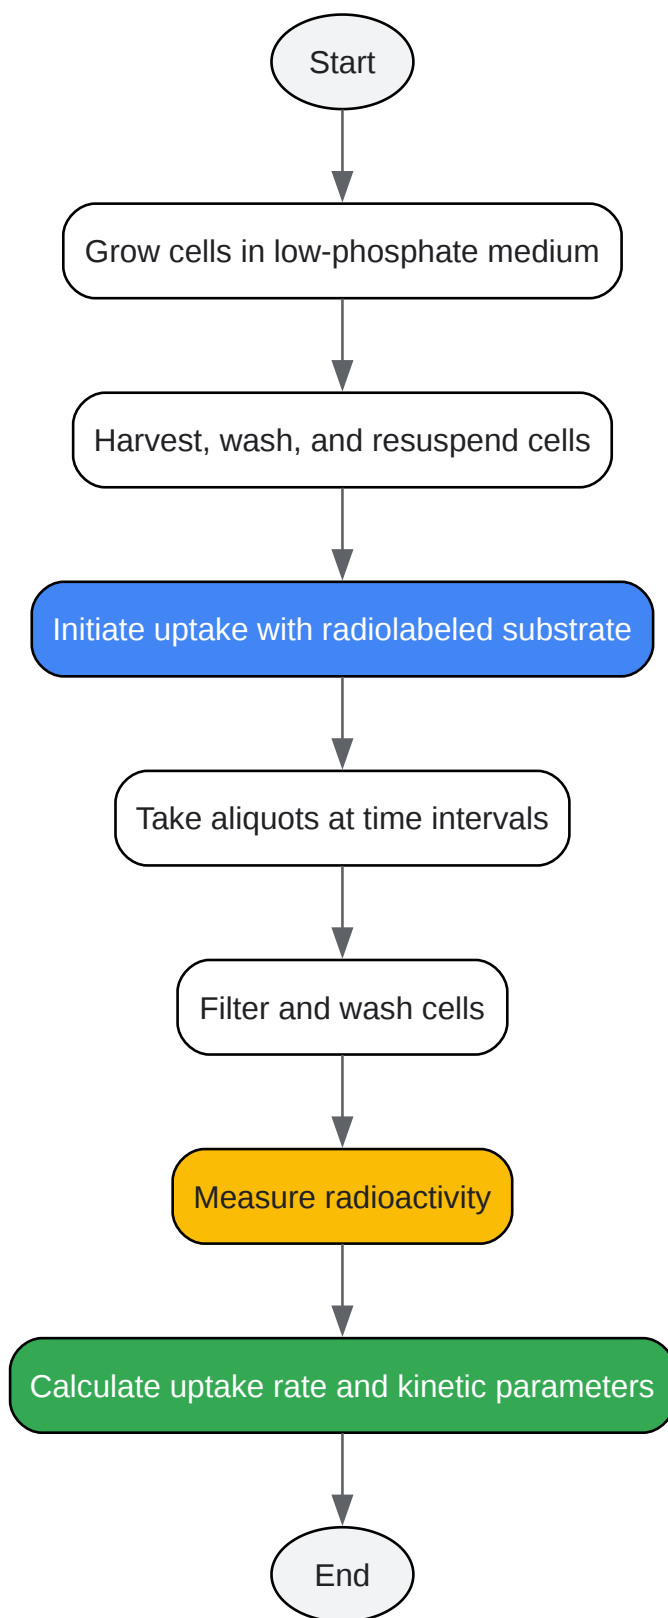 Start
Grow cells in low-phosphate medium
Harvest, wash, and resuspend cells
Initiate uptake with radiolabeled substrate
Take aliquots at time intervals
Filter and wash cells
Measure radioactivity
Calculate uptake rate and kinetic parameters
End